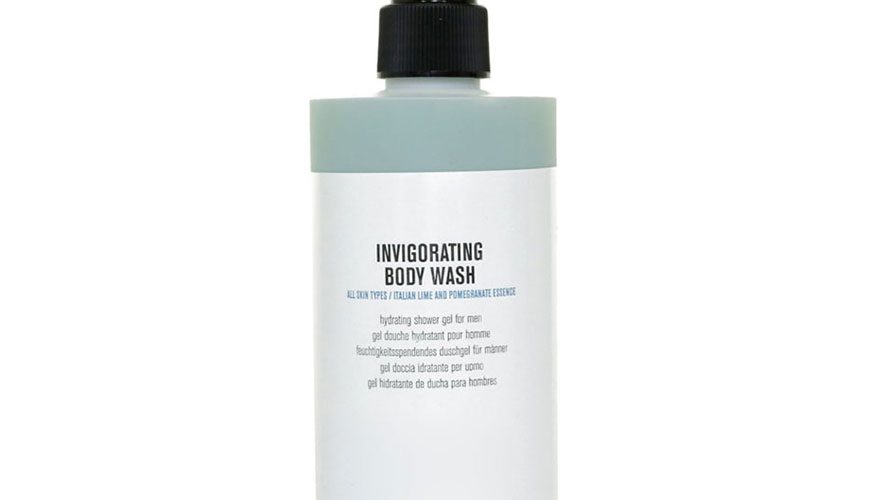 INVIGORATING
BODY WASH
ALL SKIN TYPES / ITALIAN LIME AND POMEGRANATE ESSENCE
hydrating shower gel for men
gel douche hydratant pour homme
feuchtigkeitsspendendes duschgel für männer
gel doccia idratante per uomo
gel hidratante de ducha para hombres